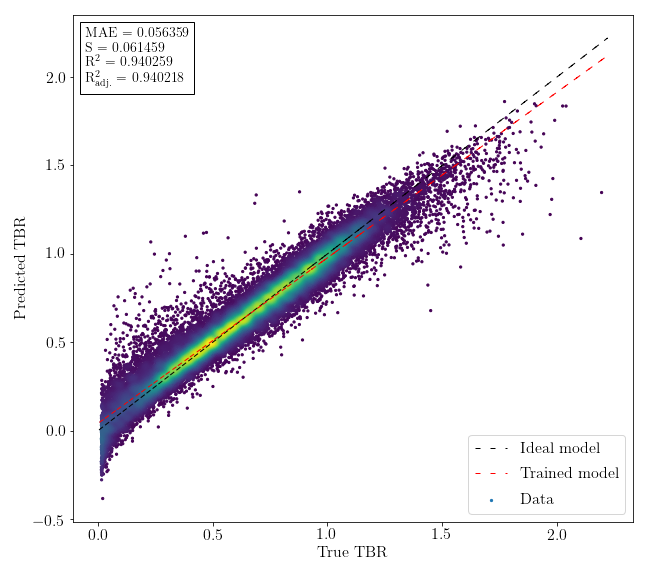 MAE = 0.056359
S = 0.061459
R² = 0.940259
R²adj. = 0.940218
2.0
1.5
1.0
0.5
0.0
−0.5
Predicted TBR
Ideal model
Trained model
Data
0.0 0.5 1.0 1.5 2.0
True TBR